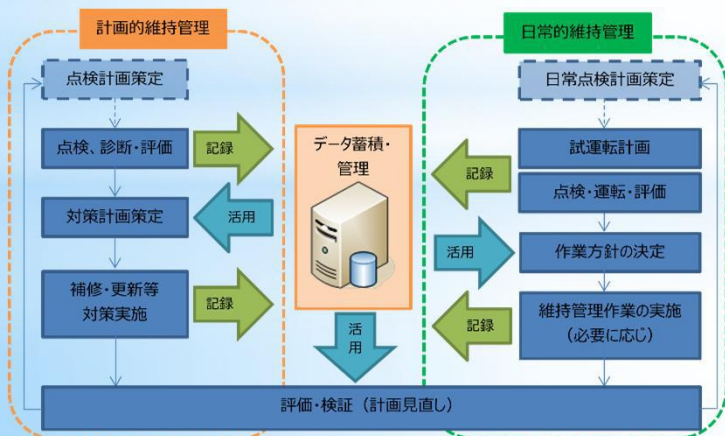 計画的維持管理
点検計画策定
点検、診断・評価
記録
対策計画策定
活用
補修・更新等
対策実施
記録
データ蓄積・
管理
活
用
日常的維持管理
日常点検計画策定
試運転計画
記録
点検・運転・評価
活用
作業方針の決定
維持管理作業の実施
(必要に応じ)
記録
評価・検証（計画見直し）